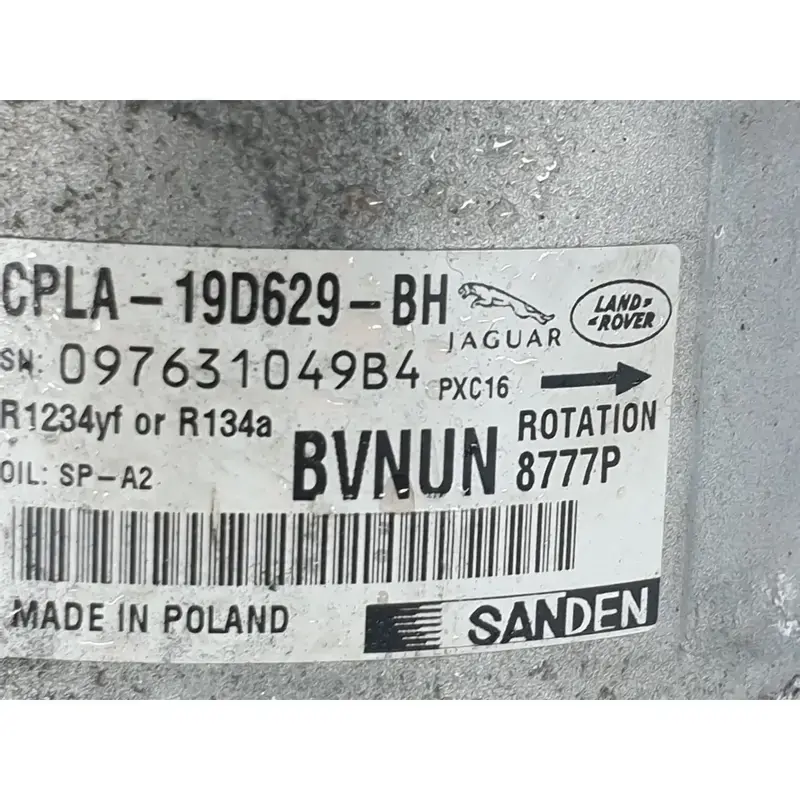 CPLA-19D629-BH
JAGUAR
LAND-
-ROVER
SN: 097631049B4
PXC16
R1234yf or R134a
ROTATION
OIL: SP-A2
BVNUN
8777P
MADE IN POLAND
SANDEN